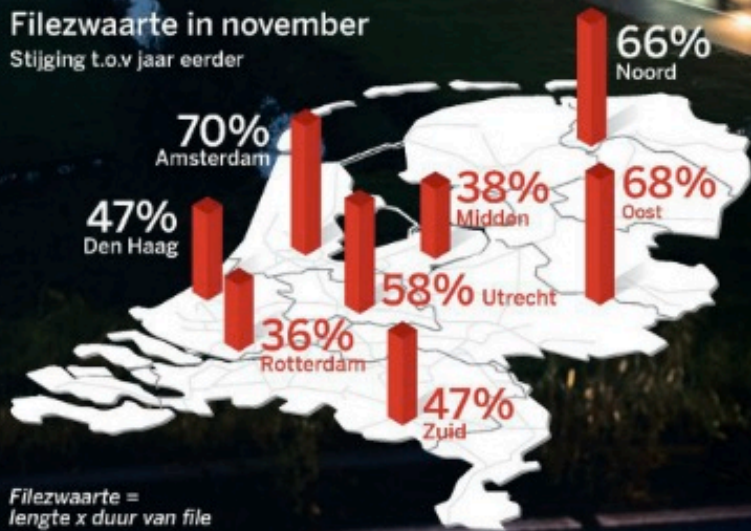 Filezwaarte in november
Stijging t.o.v jaar eerder
66%
Noord
70%
Amsterdam
38%
Midden
68%
Oost
47%
Den Haag
58% Utrecht
36%
Rotterdam
47%
Zuid
Filezwaarte =
lengte x duur van file